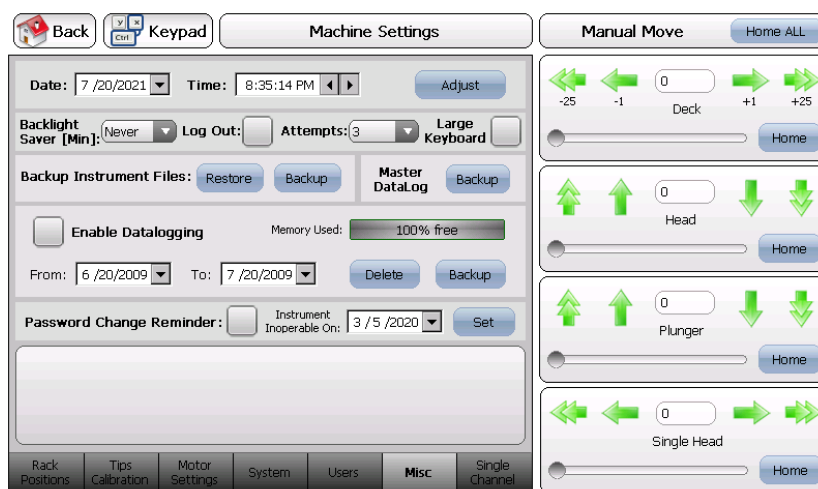 Back
y x
Ctrl
Keypad
Machine Settings
Manual Move
Home ALL
Date: 7 /20/2021 Time: 8:35:14 PM Adjust
Backlight
Saver [Min]: Never Log Out: Attempts: 3 Large
Keyboard
Backup Instrument Files: Restore Backup
Master
DataLog Backup
Enable Datalogging Memory Used: 100% free
From: 6 /20/2009 To: 7 /20/2009 Delete Backup
Password Change Reminder: Instrument
Inoperable On: 3 / 5 /2020 Set
Rack
Positions
Tips
Calibration
Motor
Settings
System
Users
Misc
Single
Channel
0
-25 -1 Deck +1 +25
Home
0
Head
Home
0
Plunger
Home
0
Single Head
Home